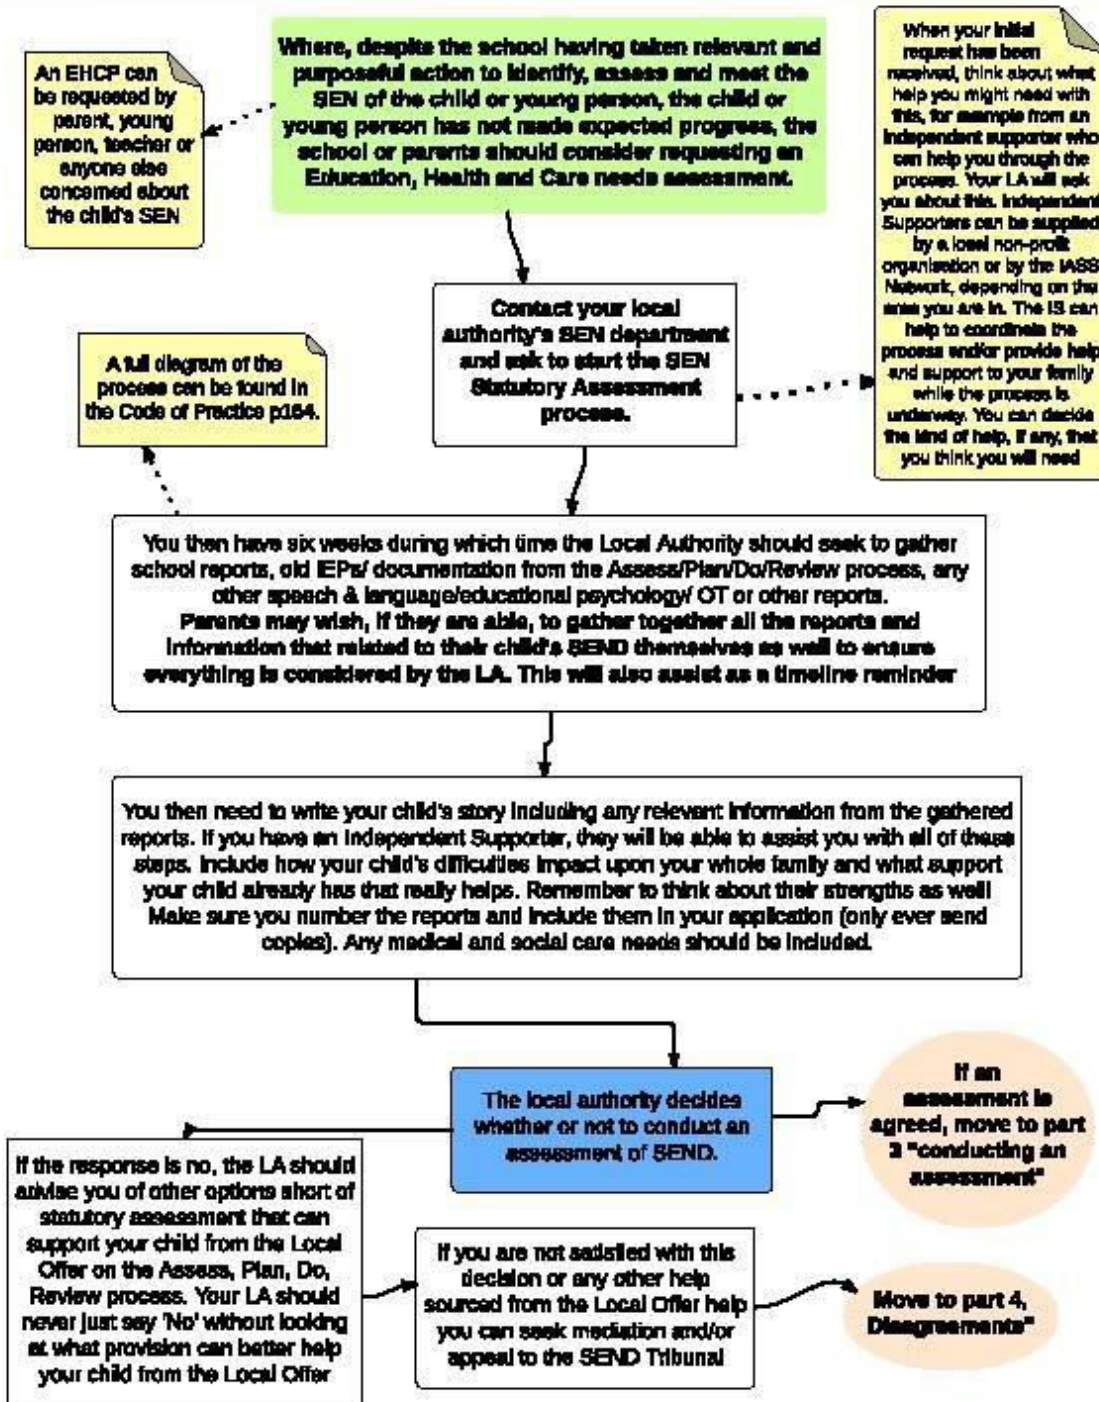 An EHCP can
be requested by
parent, young
person, teacher or
anyone else
concerned about
the child's SEN
Where, despite the school having taken relevant and
purposeful action to identify, assess and meet the
SEN of the child or young person, the child or
young person has not made expected progress, the
school or parents should consider requesting an
Education, Health and Care needs assessment.
When your initial
request has been
received, think about what
help you might need with
this, for example from an
independent supporter who
can help you through the
process. Your LA will ask
you about this. Independent
Supporters can be supplied
by a local non-profit
organisation or by the IASS
Network, depending on the
area you are in. The IS can
help to coordinate the
process and/or provide help
and support to your family
while the process is
underway. You can decide
the kind of help, if any, that
you think you will need
Contact your local
authority's SEN department
and ask to start the SEN
Statutory Assessment
process.
A full diagram of the
process can be found in
the Code of Practice p154.
You then have six weeks during which time the Local Authority should seek to gather
school reports, old IEPs/ documentation from the Assess/Plan/Do/Review process, any
other speech & language/educational psychology/ OT or other reports.
Parents may wish, if they are able, to gather together all the reports and
information that related to their child's SEND themselves as well to ensure
everything is considered by the LA. This will also assist as a timeline reminder
You then need to write your child's story including any relevant information from the gathered
reports. If you have an Independent Supporter, they will be able to assist you with all of these
steps. Include how your child's difficulties impact upon your whole family and what support
your child already has that really helps. Remember to think about their strengths as well!
Make sure you number the reports and include them in your application (only ever send
copies). Any medical and social care needs should be included.
The local authority decides
whether or not to conduct an
assessment of SEND.
If an
assessment is
agreed, move to part
3 "conducting an
assessment"
If the response is no, the LA should
advise you of other options short of
statutory assessment that can
support your child from the Local
Offer on the Assess, Plan, Do,
Review process. Your LA should
never just say 'No' without looking
at what provision can better help
your child from the Local Offer
If you are not satisfied with this
decision or any other help
sourced from the Local Offer help
you can seek mediation and/or
appeal to the SEND Tribunal
Move to part 4,
Disagreements"